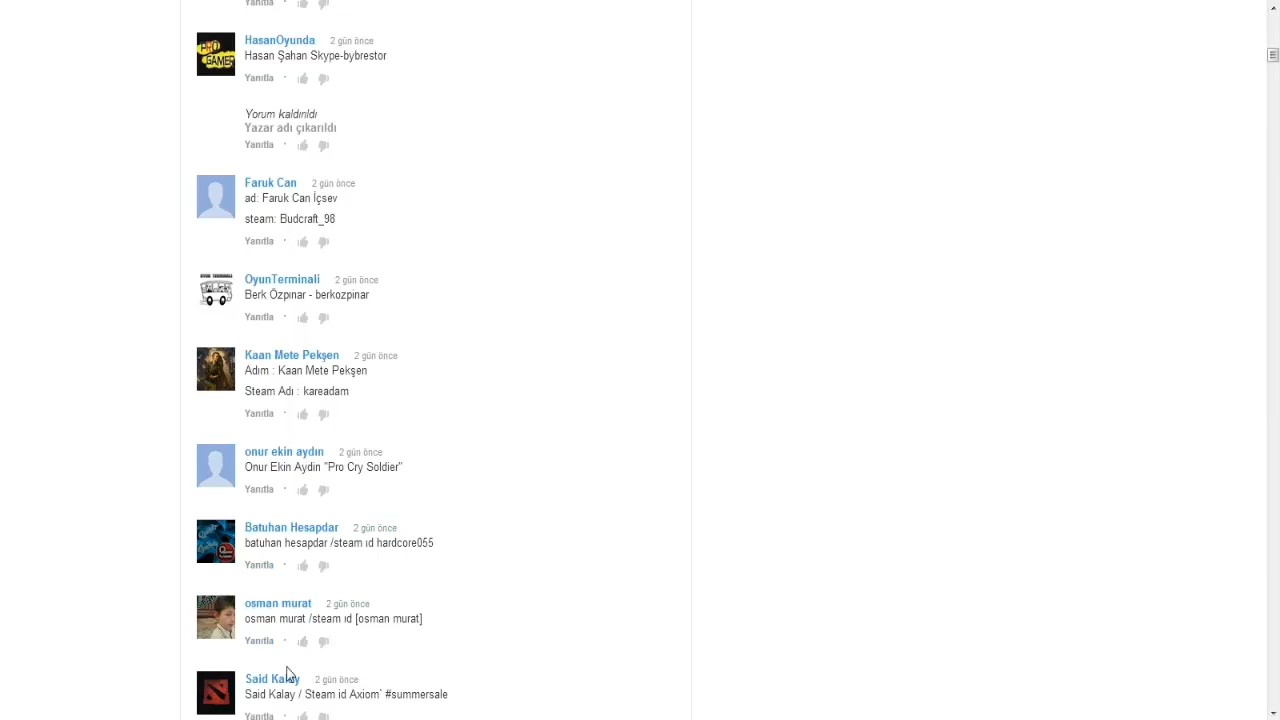 Yanıtla
HasanOyunda 2 gün önce
Hasan Şahan Skype-bybrestor
Yanıtla ·
Yorum kaldırıldı
Yazar adı çıkarıldı
Yanıtla ·
Faruk Can 2 gün önce
ad: Faruk Can İçsev
steam: Budcraft_98
Yanıtla ·
OyunTerminali 2 gün önce
Berk Özpınar - berkozpinar
Yanıtla ·
Kaan Mete Pekşen 2 gün önce
Adım : Kaan Mete Pekşen
Steam Adı : kareadam
Yanıtla ·
onur ekin aydın 2 gün önce
Onur Ekin Aydin "Pro Cry Soldier"
Yanıtla ·
Batuhan Hesapdar 2 gün önce
batuhan hesapdar /steam ıd hardcore055
Yanıtla ·
osman murat 2 gün önce
osman murat /steam ıd [osman murat]
Yanıtla ·
Said Kalay 2 gün önce
Said Kalay / Steam id Axiom' #summersale
Yanıtla ·